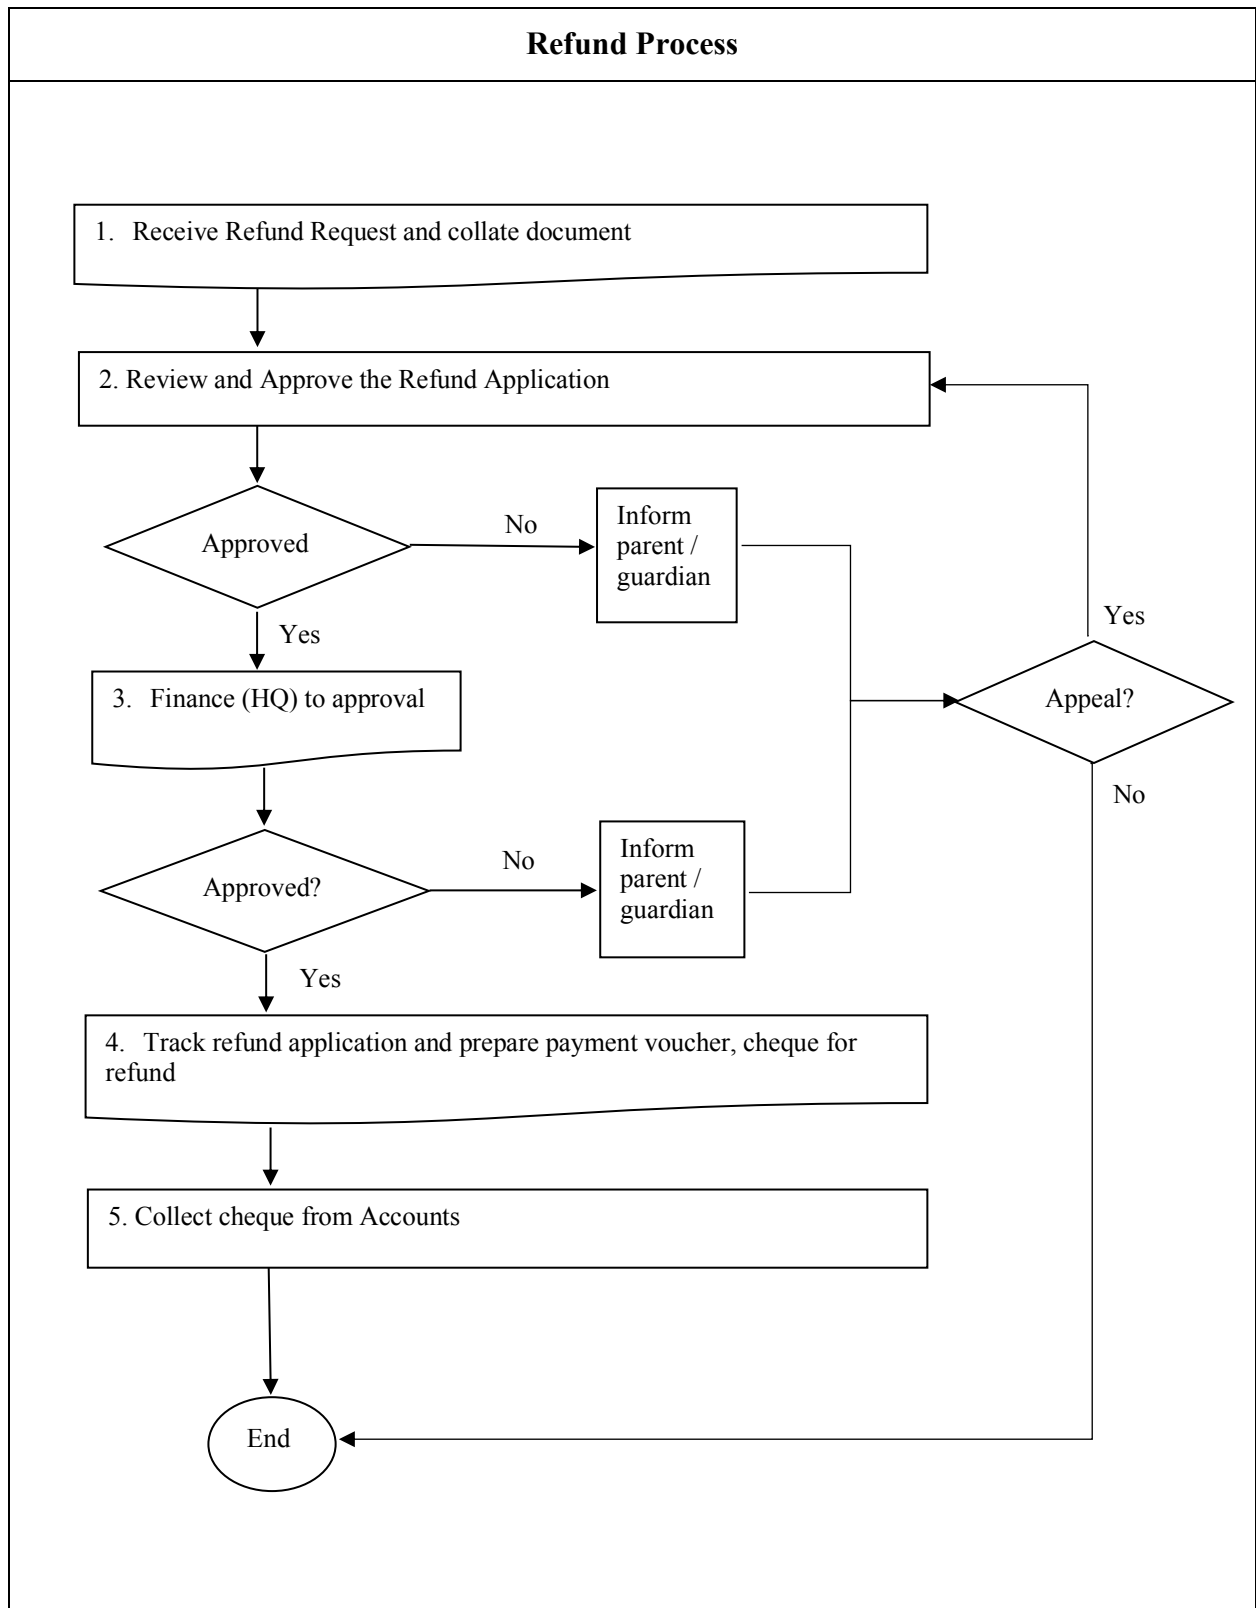 Refund Process
1. Receive Refund Request and collate document
2. Review and Approve the Refund Application
Approved
No
Inform
parent /
guardian
Yes
Yes
3. Finance (HQ) to approval
Appeal?
No
Approved?
No
Inform
parent /
guardian
Yes
4. Track refund application and prepare payment voucher, cheque for
refund
5. Collect cheque from Accounts
End